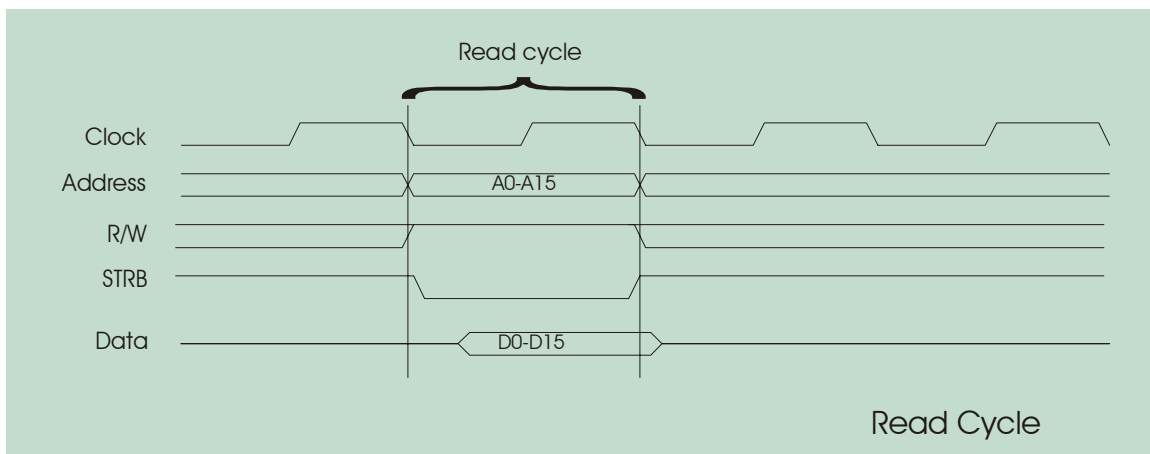 Read cycle
Clock
Address
A0-A15
R/W
STRB
Data
D0-D15
Read Cycle